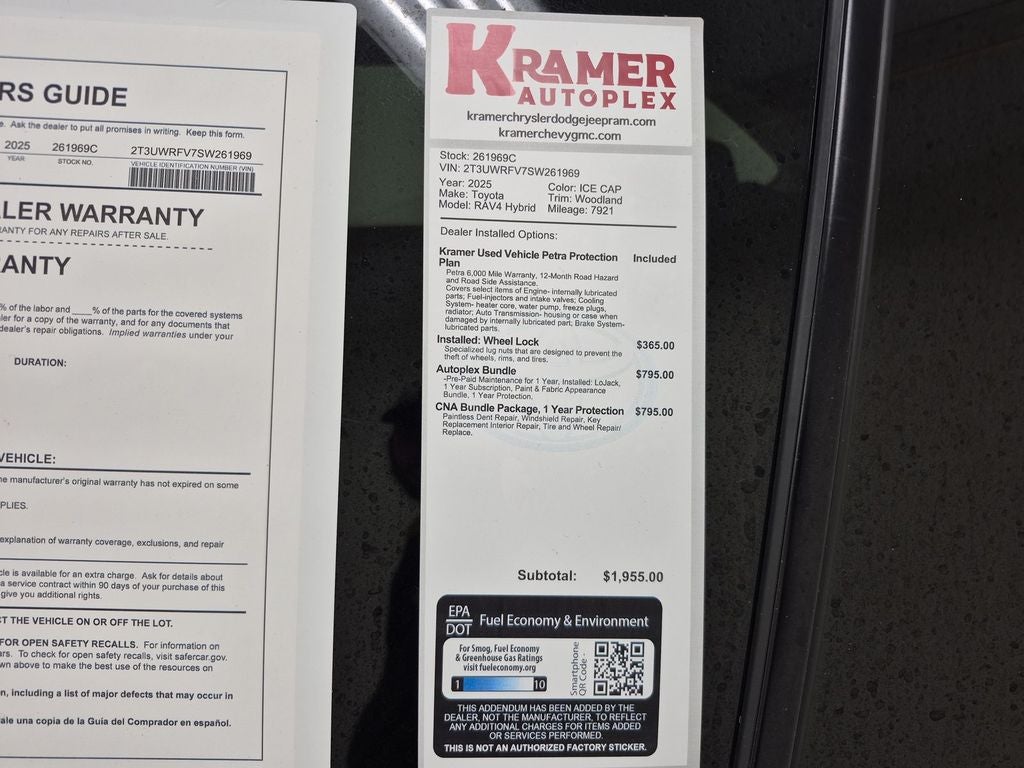 RS GUIDE
e. Ask the dealer to put all promises in writing. Keep this form.
2025 261969C 2T3UWRFV7SW261969
YEAR STOCK NO. VEHICLE IDENTIFICATION NUMBER (VIN)
LER WARRANTY
RANTY FOR ANY REPAIRS AFTER SALE.
ANTY
% of the labor and ____% of the parts for the covered systems
ler for a copy of the warranty, and for any documents that
dealer's repair obligations. Implied warranties under your
DURATION:
VEHICLE:
he manufacturer's original warranty has not expired on some
PLIES.
explanation of warranty coverage, exclusions, and repair
cle is available for an extra charge. Ask for details about
a service contract within 90 days of your purchase of this
give you additional rights.
CT THE VEHICLE ON OR OFF THE LOT.
FOR OPEN SAFETY RECALLS. For information on
ars. To check for open safety recalls, visit safercar.gov.
wn above to make the best use of the resources on
n, including a list of major defects that may occur in
ale una copia de la Guía del Comprador en español.
KRAMER
AUTOPLEX
kramerchryslerdodgejeepram.com
kramerchevygmc.com
Stock: 261969C
VIN: 2T3UWRFV7SW261969
Year: 2025 Color: ICE CAP
Make: Toyota Trim: Woodland
Model: RAV4 Hybrid Mileage: 7921
Dealer Installed Options:
Kramer Used Vehicle Petra Protection Included
Plan
Petra 6,000 Mile Warranty, 12-Month Road Hazard
and Road Side Assistance.
Covers select items of Engine- internally lubricated
parts; Fuel-injectors and intake valves; Cooling
System- heater core, water pump, freeze plugs,
radiator; Auto Transmission- housing or case when
damaged by internally lubricated part; Brake System-
lubricated parts.
Installed: Wheel Lock $365.00
Specialized lug nuts that are designed to prevent the
theft of wheels, rims, and tires.
Autoplex Bundle $795.00
-Pre-Paid Maintenance for 1 Year, Installed: LoJack,
1 Year Subscription, Paint & Fabric Appearance
Bundle, 1 Year Protection.
CNA Bundle Package, 1 Year Protection $795.00
Paintless Dent Repair, Windshield Repair, Key
Replacement Interior Repair, Tire and Wheel Repair/
Replace.
Subtotal: $1,955.00
EPA
DOT Fuel Economy & Environment
For Smog, Fuel Economy
& Greenhouse Gas Ratings
visit fueleconomy.org
1 10
Smartphone
QR Code -
THIS ADDENDUM HAS BEEN ADDED BY THE
DEALER, NOT THE MANUFACTURER, TO REFLECT
ANY ADDITIONAL CHARGES FOR ITEMS ADDED
OR SERVICES PERFORMED.
THIS IS NOT AN AUTHORIZED FACTORY STICKER.